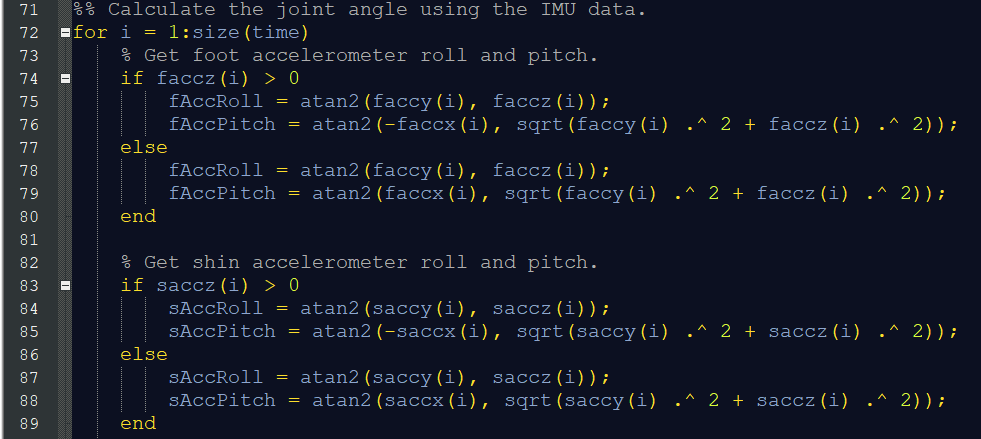 71 %% Calculate the joint angle using the IMU data.
72 for i = 1:size(time)
73     % Get foot accelerometer roll and pitch.
74     if faccz(i) > 0
75         fAccRoll = atan2(faccy(i), faccz(i));
76         fAccPitch = atan2(-faccx(i), sqrt(faccy(i) .^ 2 + faccz(i) .^ 2));
77     else
78         fAccRoll = atan2(faccy(i), faccz(i));
79         fAccPitch = atan2(faccx(i), sqrt(faccy(i) .^ 2 + faccz(i) .^ 2));
80     end
81
82     % Get shin accelerometer roll and pitch.
83     if saccz(i) > 0
84         sAccRoll = atan2(saccy(i), saccz(i));
85         sAccPitch = atan2(-saccx(i), sqrt(saccy(i) .^ 2 + saccz(i) .^ 2));
86     else
87         sAccRoll = atan2(saccy(i), saccz(i));
88         sAccPitch = atan2(saccx(i), sqrt(saccy(i) .^ 2 + saccz(i) .^ 2));
89     end